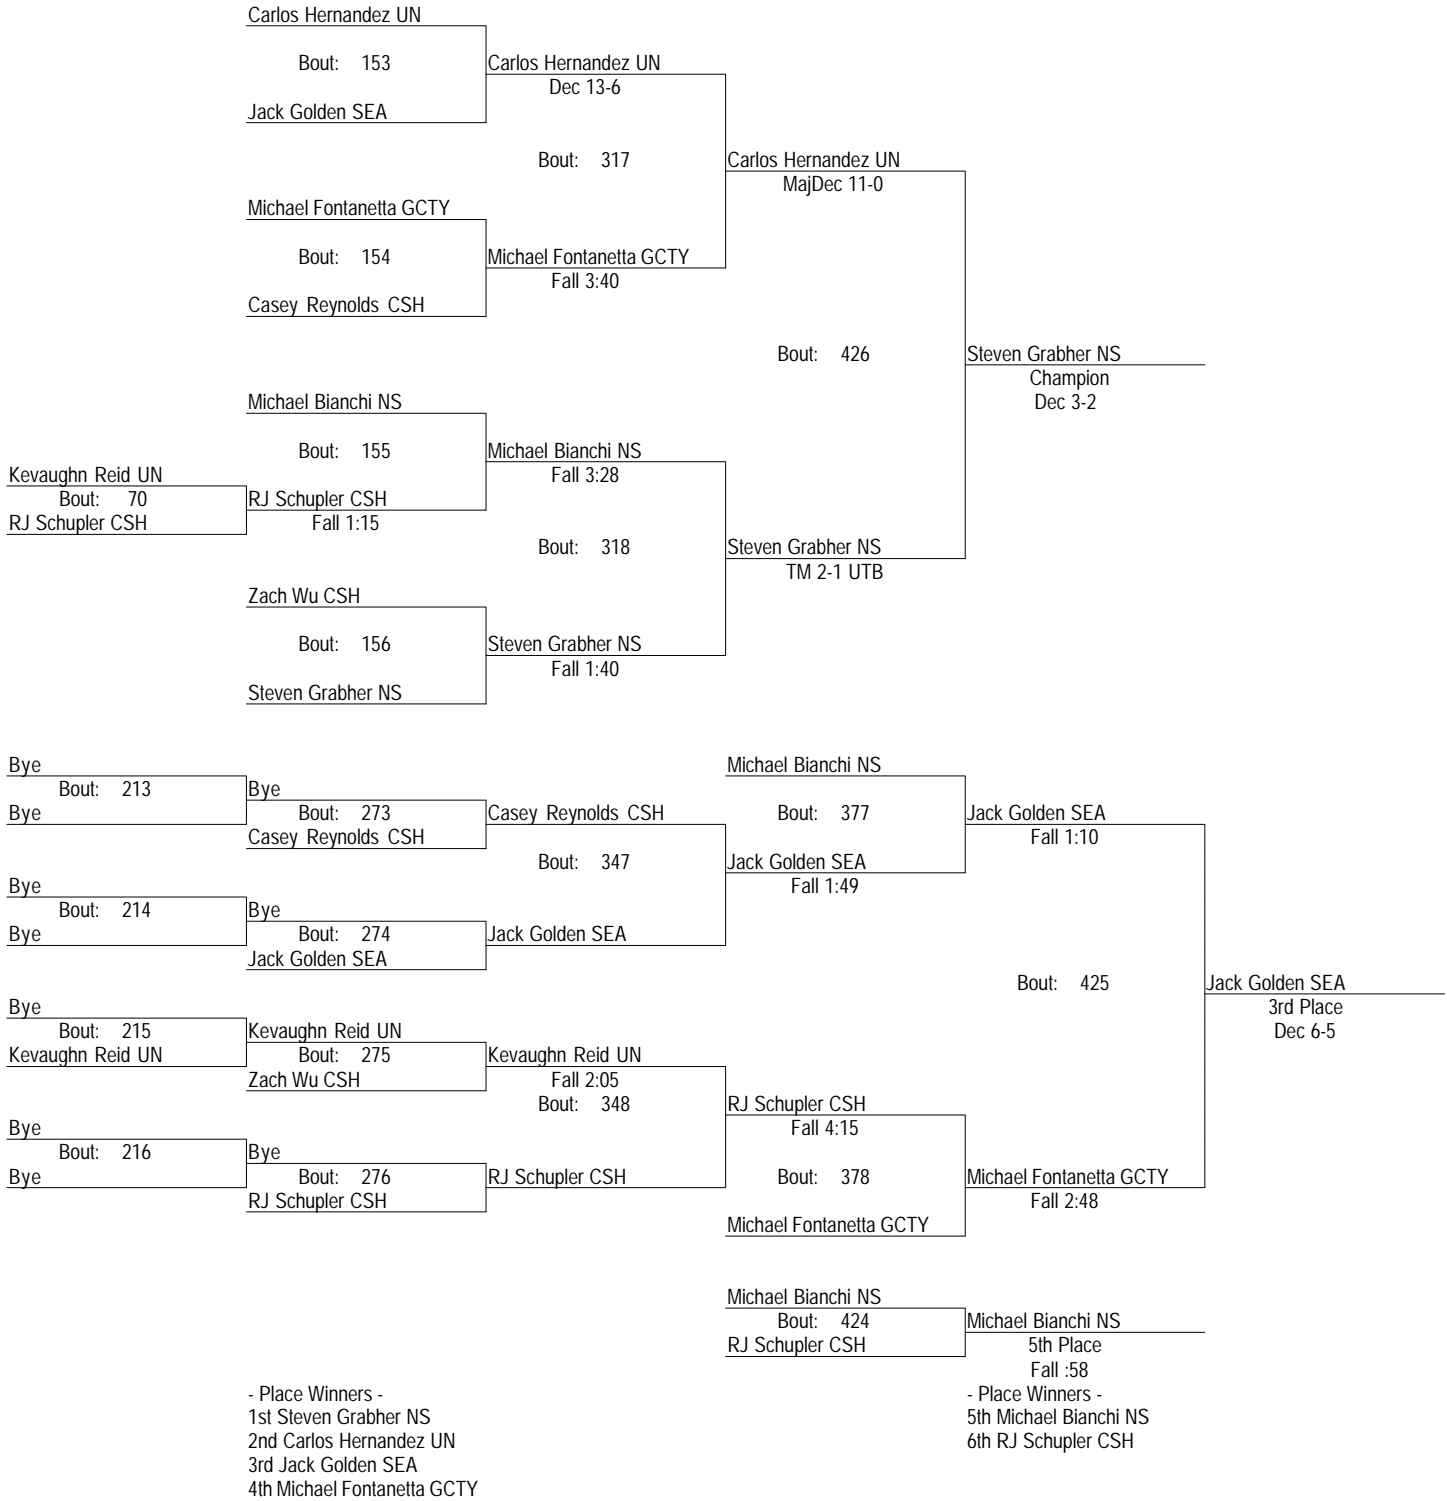 Carlos Hernandez UN
Bout: 153
Carlos Hernandez UN
Dec 13-6
Jack Golden SEA
Bout: 317
Carlos Hernandez UN
MajDec 11-0
Michael Fontanetta GCTY
Bout: 154
Michael Fontanetta GCTY
Fall 3:40
Casey Reynolds CSH
Bout: 426
Steven Grabher NS
Champion
Dec 3-2
Michael Bianchi NS
Bout: 155
Michael Bianchi NS
Fall 3:28
Kevaughn Reid UN
Bout: 70
RJ Schupler CSH
RJ Schupler CSH
Fall 1:15
Bout: 318
Steven Grabher NS
TM 2-1 UTB
Zach Wu CSH
Bout: 156
Steven Grabher NS
Fall 1:40
Steven Grabher NS
Bye
Bout: 213
Bye
Bye
Bout: 273
Casey Reynolds CSH
Casey Reynolds CSH
Bout: 347
Michael Bianchi NS
Bout: 377
Jack Golden SEA
Fall 1:49
Jack Golden SEA
Fall 1:10
Bye
Bout: 214
Bye
Bye
Bout: 274
Jack Golden SEA
Jack Golden SEA
Bout: 425
Jack Golden SEA
3rd Place
Dec 6-5
Bye
Bout: 215
Kevaughn Reid UN
Kevaughn Reid UN
Bout: 275
Zach Wu CSH
Kevaughn Reid UN
Fall 2:05
Bout: 348
RJ Schupler CSH
Fall 4:15
Bye
Bout: 216
Bye
Bye
Bout: 276
RJ Schupler CSH
RJ Schupler CSH
Bout: 378
Michael Fontanetta GCTY
Fall 2:48
Michael Fontanetta GCTY
Michael Bianchi NS
Bout: 424
RJ Schupler CSH
Michael Bianchi NS
5th Place
Fall :58
- Place Winners -
1st Steven Grabher NS
2nd Carlos Hernandez UN
3rd Jack Golden SEA
4th Michael Fontanetta GCTY
- Place Winners -
5th Michael Bianchi NS
6th RJ Schupler CSH